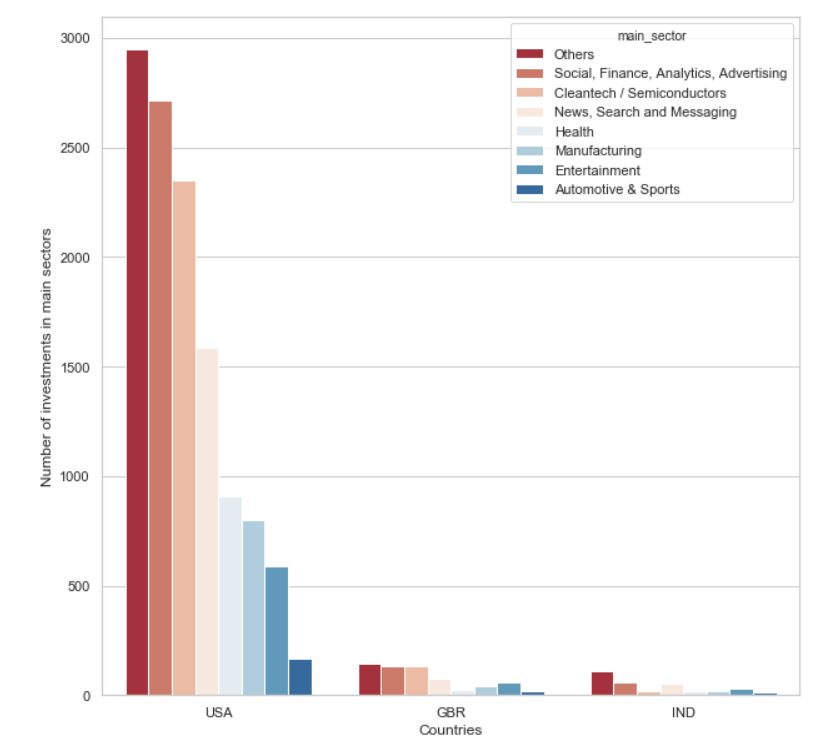 main_sector
Others
Social, Finance, Analytics, Advertising
Cleantech / Semiconductors
News, Search and Messaging
Health
Manufacturing
Entertainment
Automotive & Sports
Number of investments in main sectors
3000
2500
2000
1500
1000
500
0
USA GBR IND
Countries